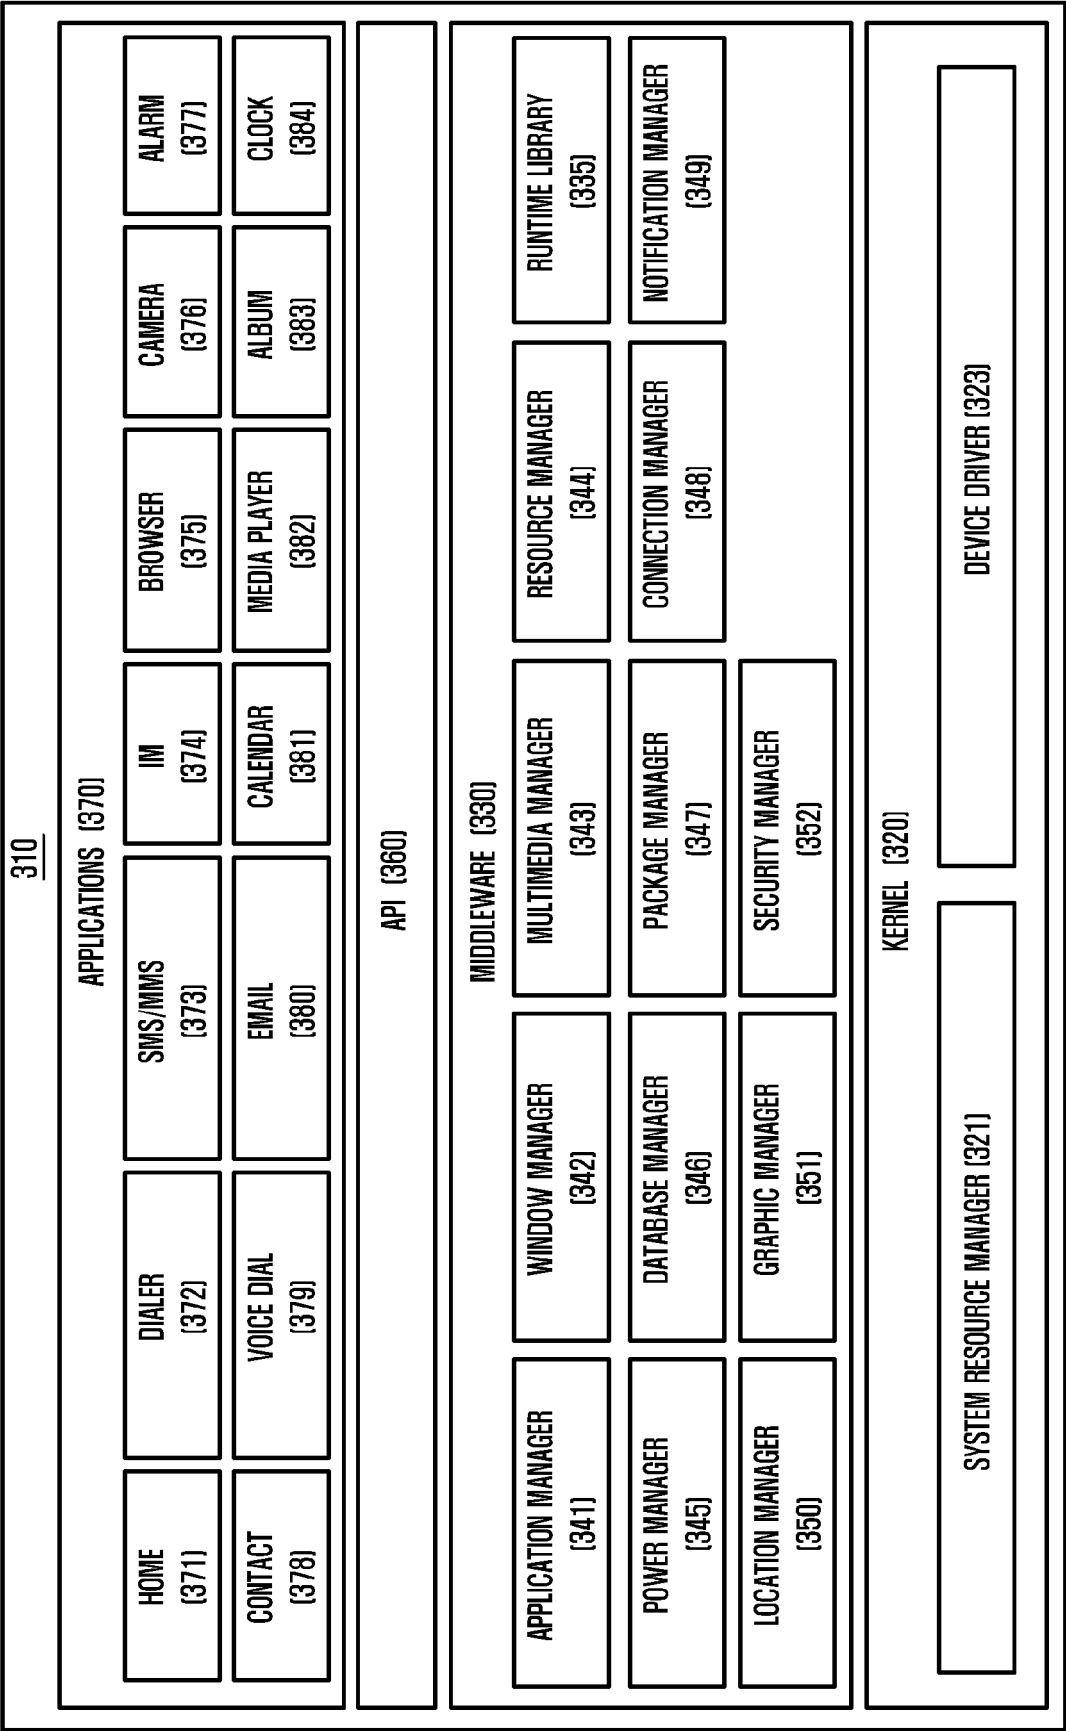 310
APPLICATIONS (370)
HOME
(371)
DIALER
(372)
SMS/MMS
(373)
IM
(374)
BROWSER
(375)
CAMERA
(376)
ALARM
(377)
CONTACT
(378)
VOICE DIAL
(379)
EMAIL
(380)
CALENDAR
(381)
MEDIA PLAYER
(382)
ALBUM
(383)
CLOCK
(384)
API (360)
MIDDLEWARE (330)
APPLICATION MANAGER
(341)
WINDOW MANAGER
(342)
MULTIMEDIA MANAGER
(343)
RESOURCE MANAGER
(344)
RUNTIME LIBRARY
(335)
POWER MANAGER
(345)
DATABASE MANAGER
(346)
PACKAGE MANAGER
(347)
CONNECTION MANAGER
(348)
NOTIFICATION MANAGER
(349)
LOCATION MANAGER
(350)
GRAPHIC MANAGER
(351)
SECURITY MANAGER
(352)
KERNEL (320)
SYSTEM RESOURCE MANAGER (321)
DEVICE DRIVER (323)